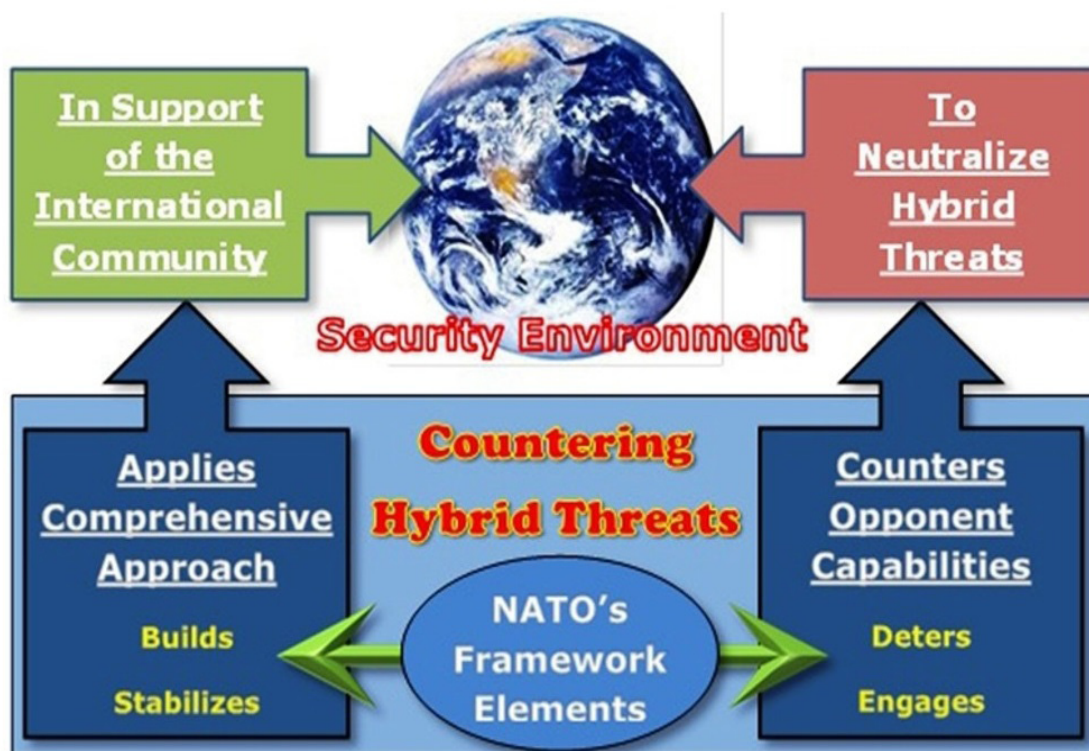 In Support
of the
International
Community
To
Neutralize
Hybrid
Threats
Security Environment
Countering
Hybrid Threats
Applies
Comprehensive
Approach
Builds
Stabilizes
NATO's
Framework
Elements
Counters
Opponent
Capabilities
Deters
Engages